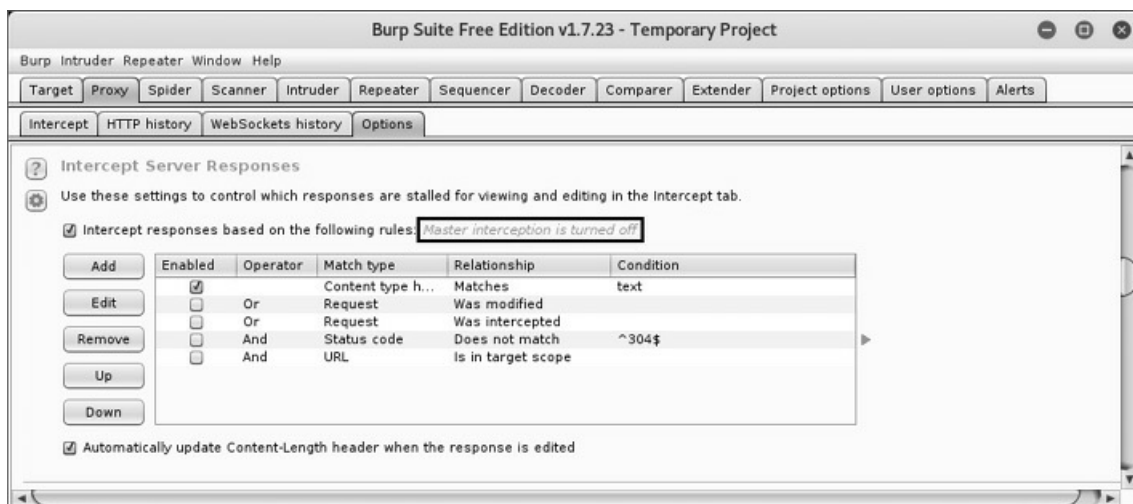 Burp Suite Free Edition v1.7.23 - Temporary Project
Burp Intruder Repeater Window Help
Target Proxy Spider Scanner Intruder Repeater Sequencer Decoder Comparer Extender Project options User options Alerts
Intercept HTTP history WebSockets history Options
? Intercept Server Responses
Use these settings to control which responses are stalled for viewing and editing in the Intercept tab.
Intercept responses based on the following rules: Master interception is turned off
Add Enabled Operator Match type Relationship Condition
Content type h... Matches text
Edit Or Request Was modified
Or Request Was intercepted
Remove And Status code Does not match ^304$
And URL Is in target scope
Up
Down
Automatically update Content-Length header when the response is edited